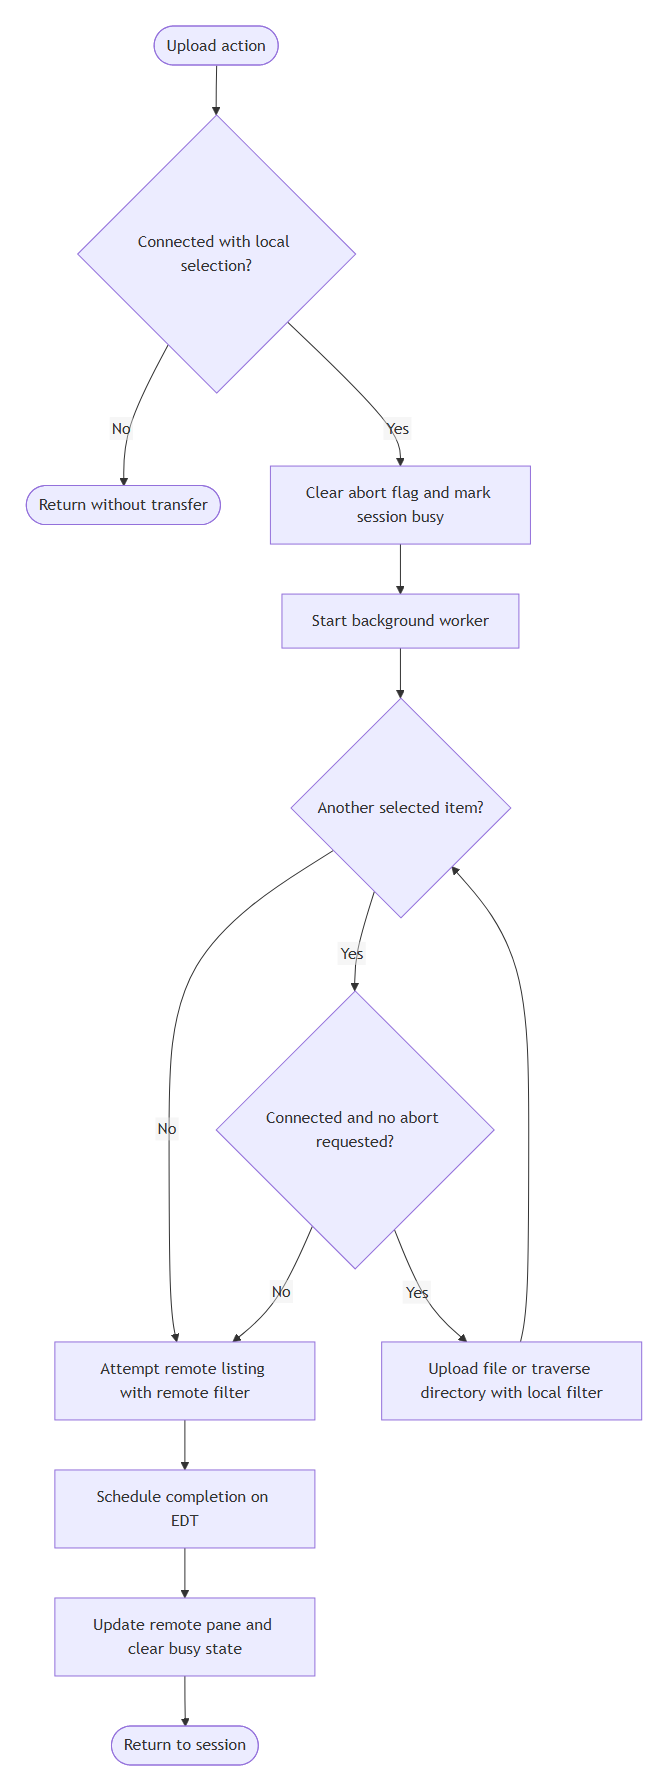 Upload action
Connected with local
selection?
No
Yes
Return without transfer
Clear abort flag and mark
session busy
Start background worker
Another selected item?
Yes
No
Connected and no abort
requested?
No
Yes
Attempt remote listing
with remote filter
Upload file or traverse
directory with local filter
Schedule completion on
EDT
Update remote pane and
clear busy state
Return to session